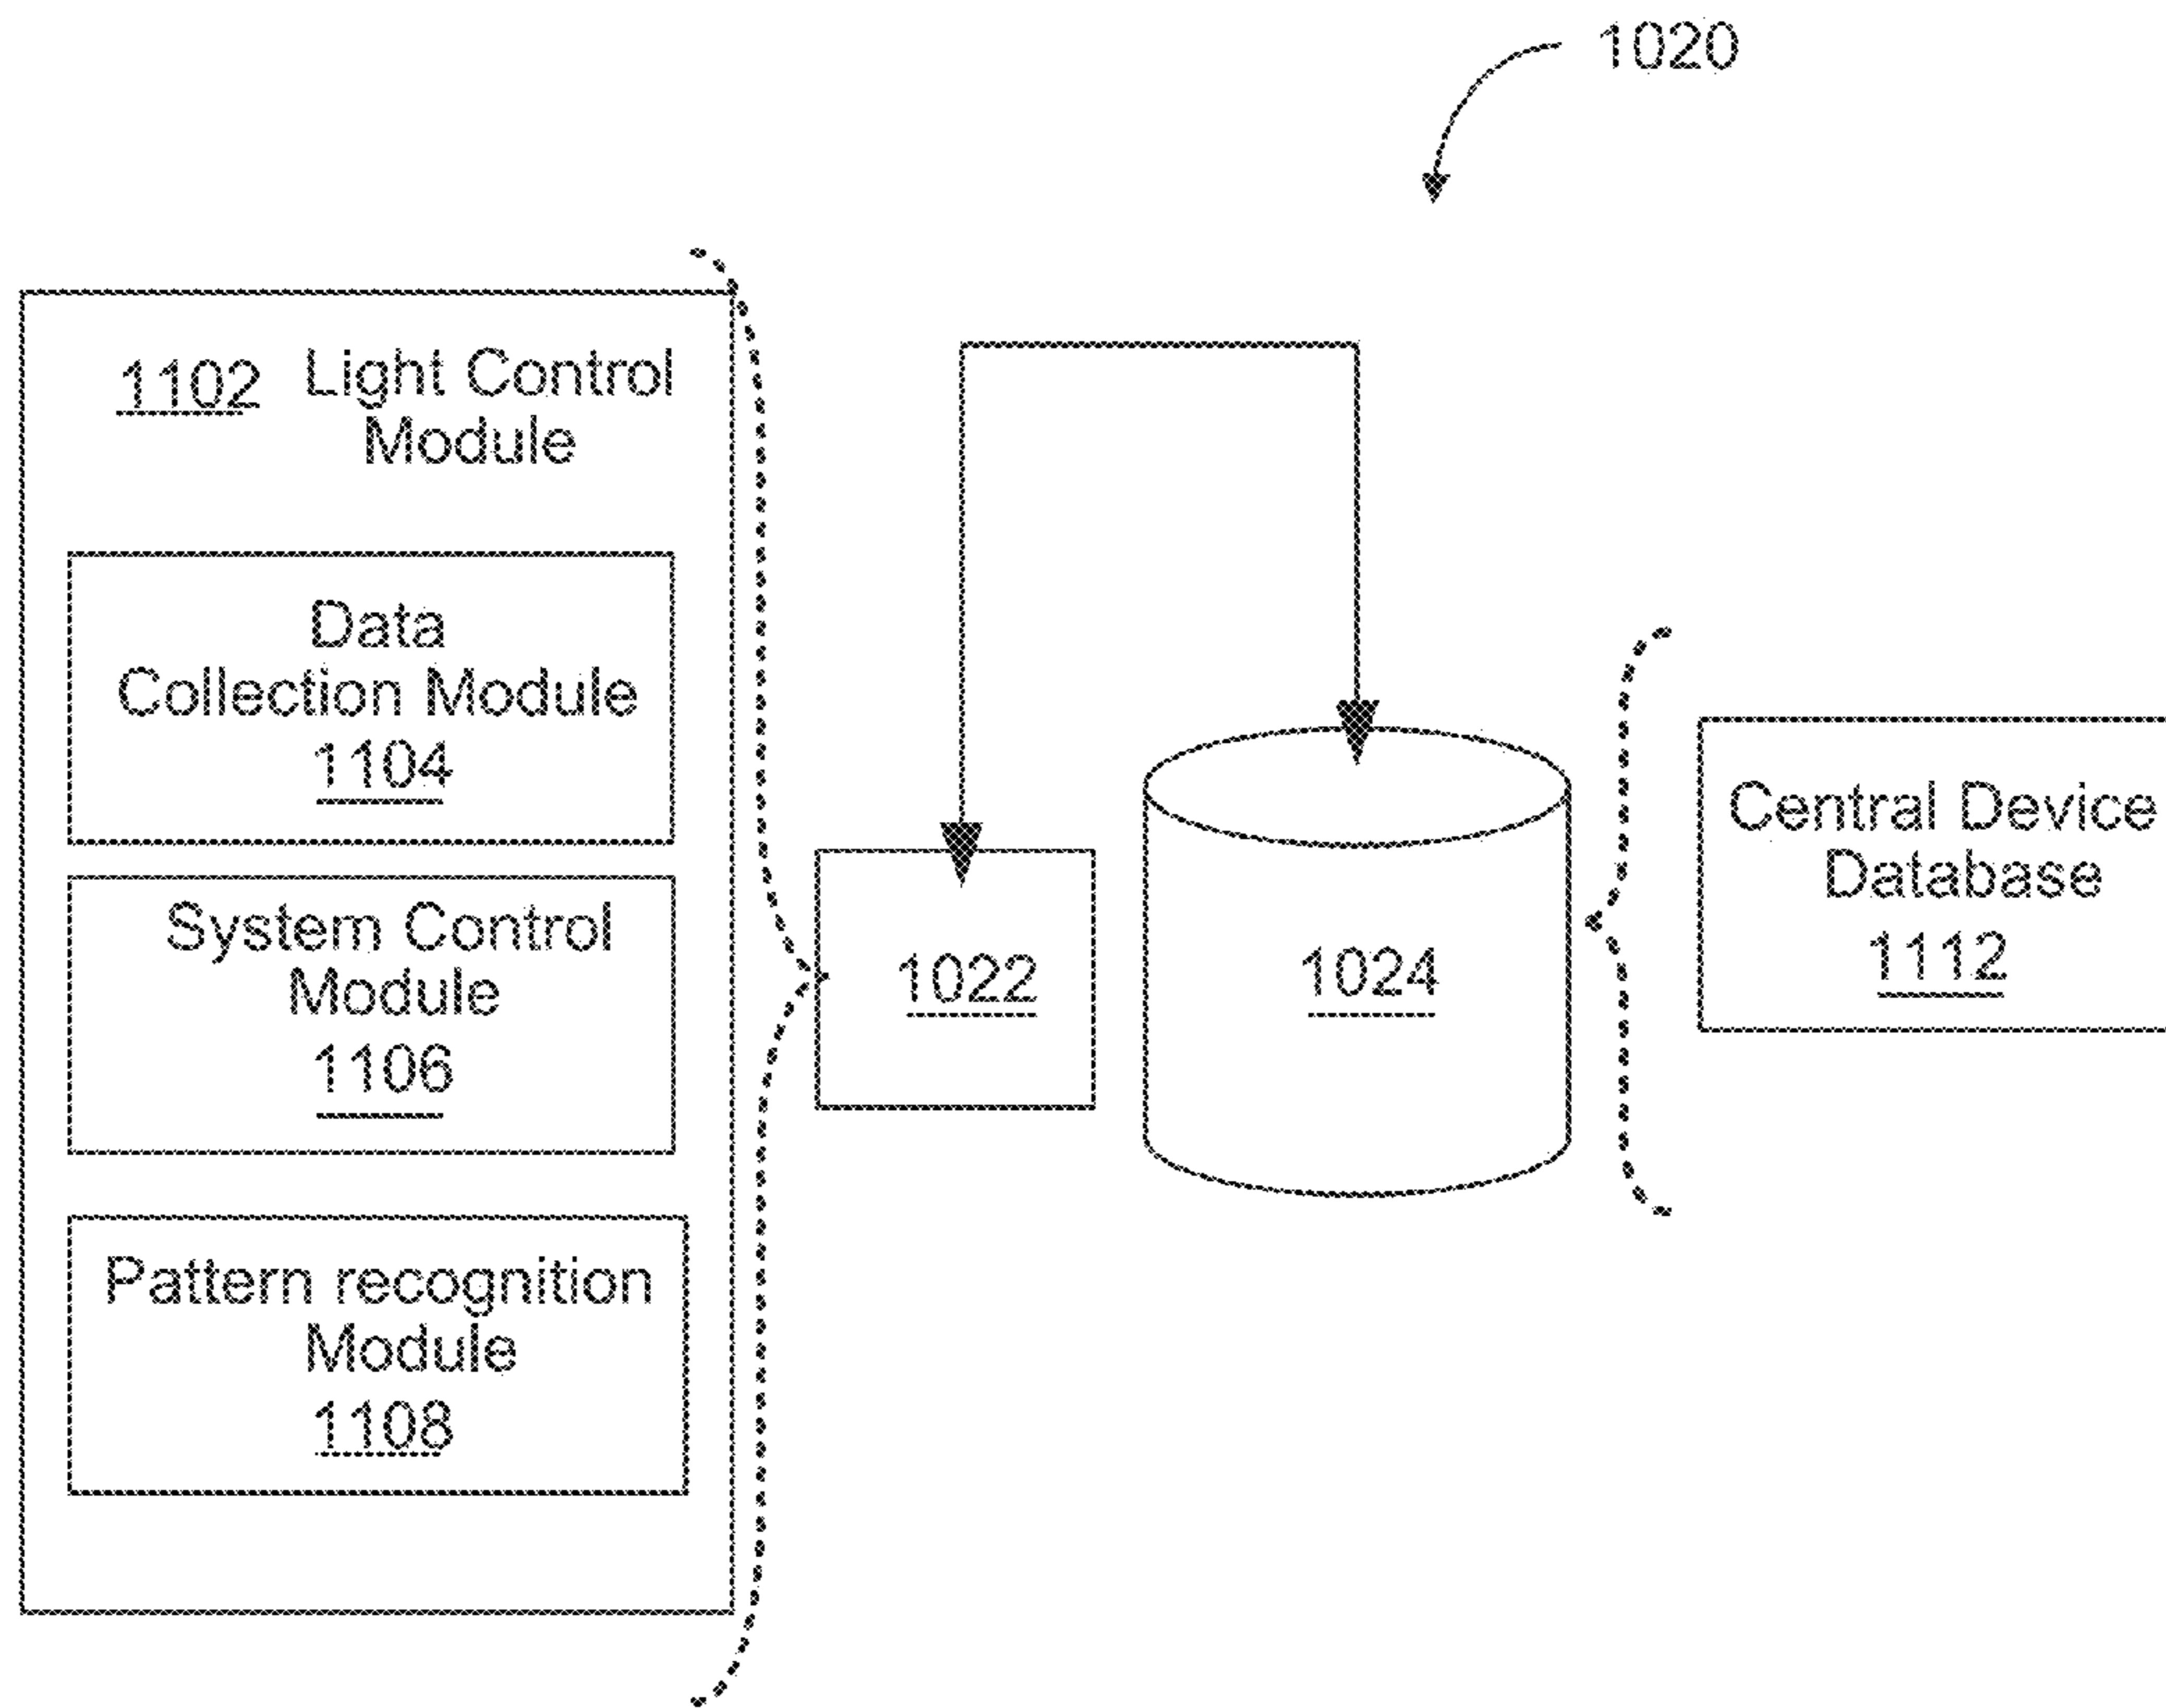 1020
1102 Light Control
Module
Data
Collection Module
1104
System Control
Module
1106
Pattern recognition
Module
1108
1022
1024
Central Device
Database
1112